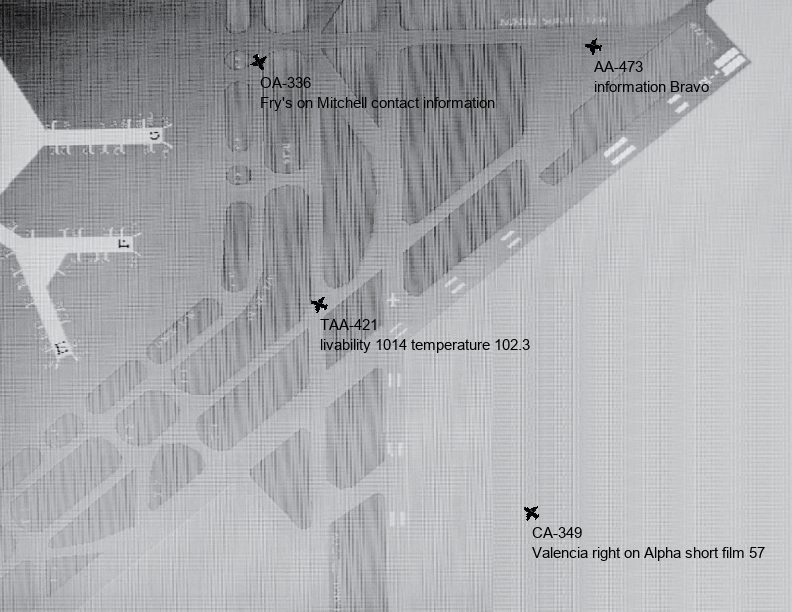 AA-473
information Bravo
OA-336
Fry's on Mitchell contact information
TAA-421
livability 1014 temperature 102.3
CA-349
Valencia right on Alpha short film 57